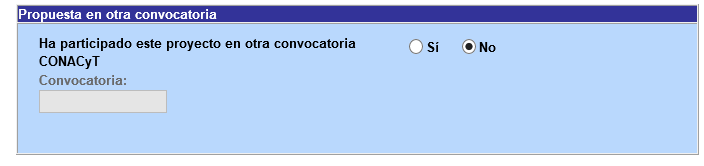 Propuesta en otra convocatoria
Ha participado este proyecto en otra convocatoria Sí No
CONACyT
Convocatoria: